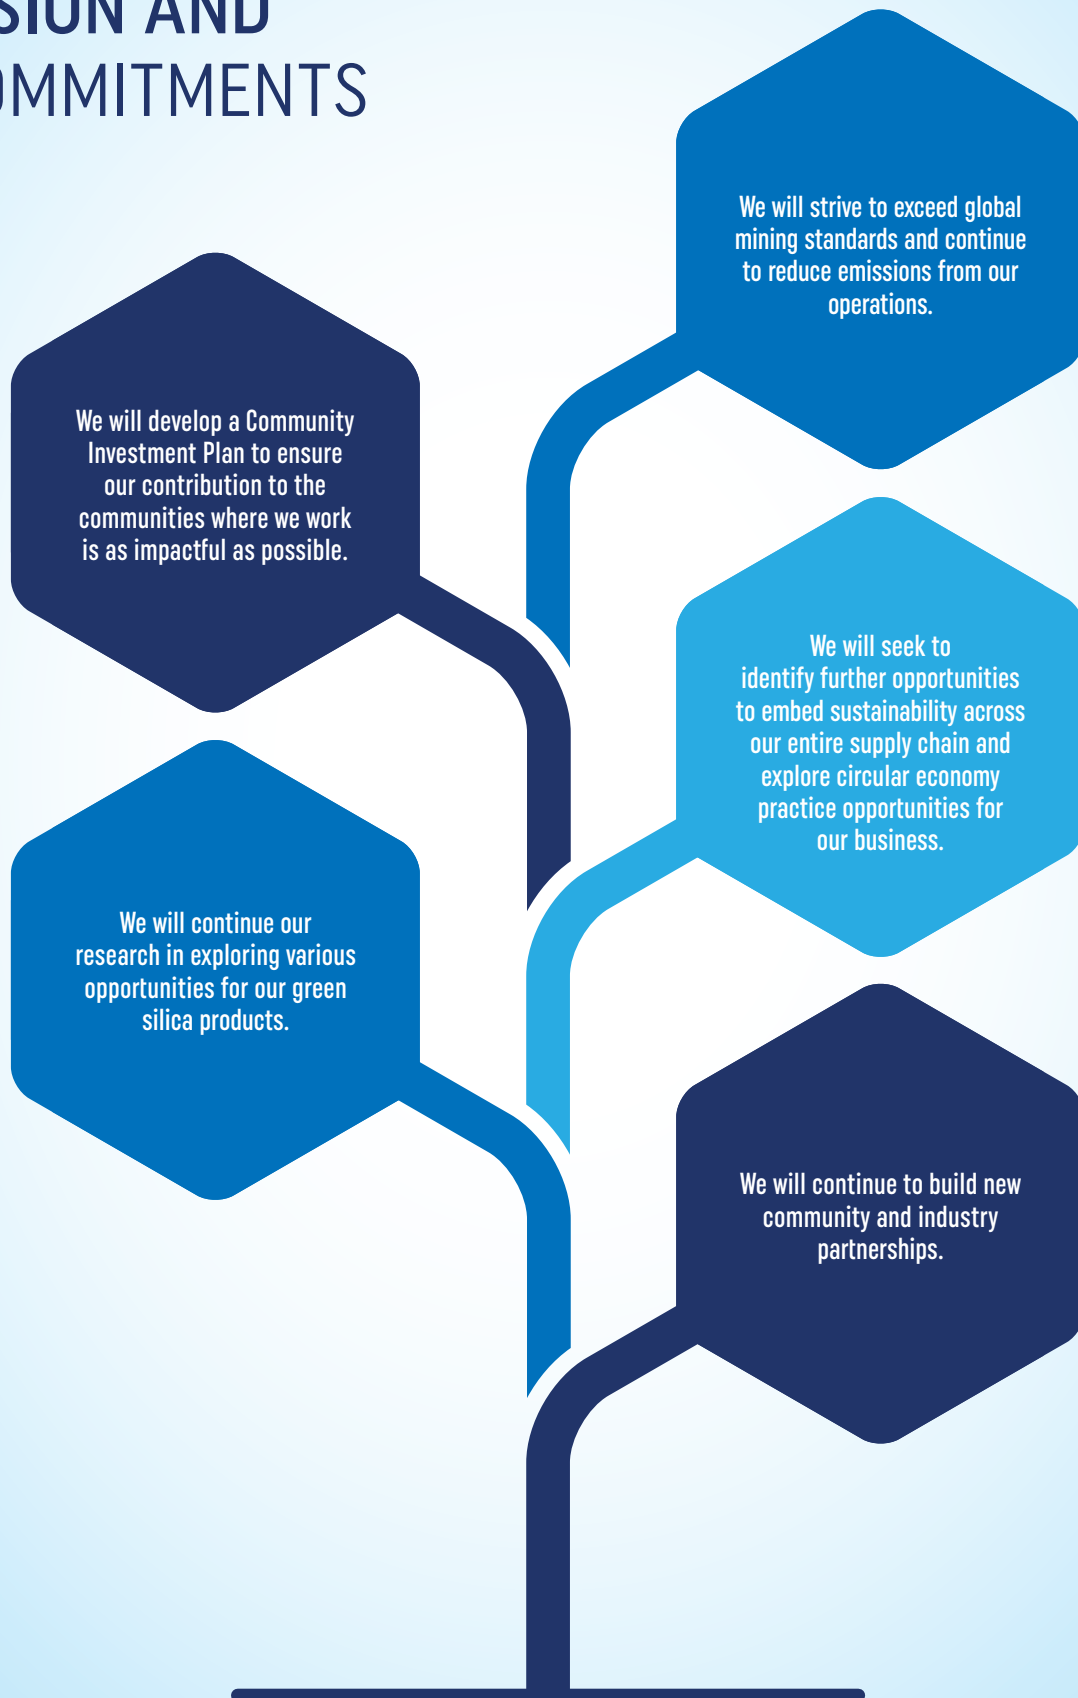 SION AND
OMMITMENTS
We will strive to exceed global
mining standards and continue
to reduce emissions from our
operations.
We will develop a Community
Investment Plan to ensure
our contribution to the
communities where we work
is as impactful as possible.
We will seek to
identify further opportunities
to embed sustainability across
our entire supply chain and
explore circular economy
practice opportunities for
our business.
We will continue our
research in exploring various
opportunities for our green
silica products.
We will continue to build new
community and industry
partnerships.